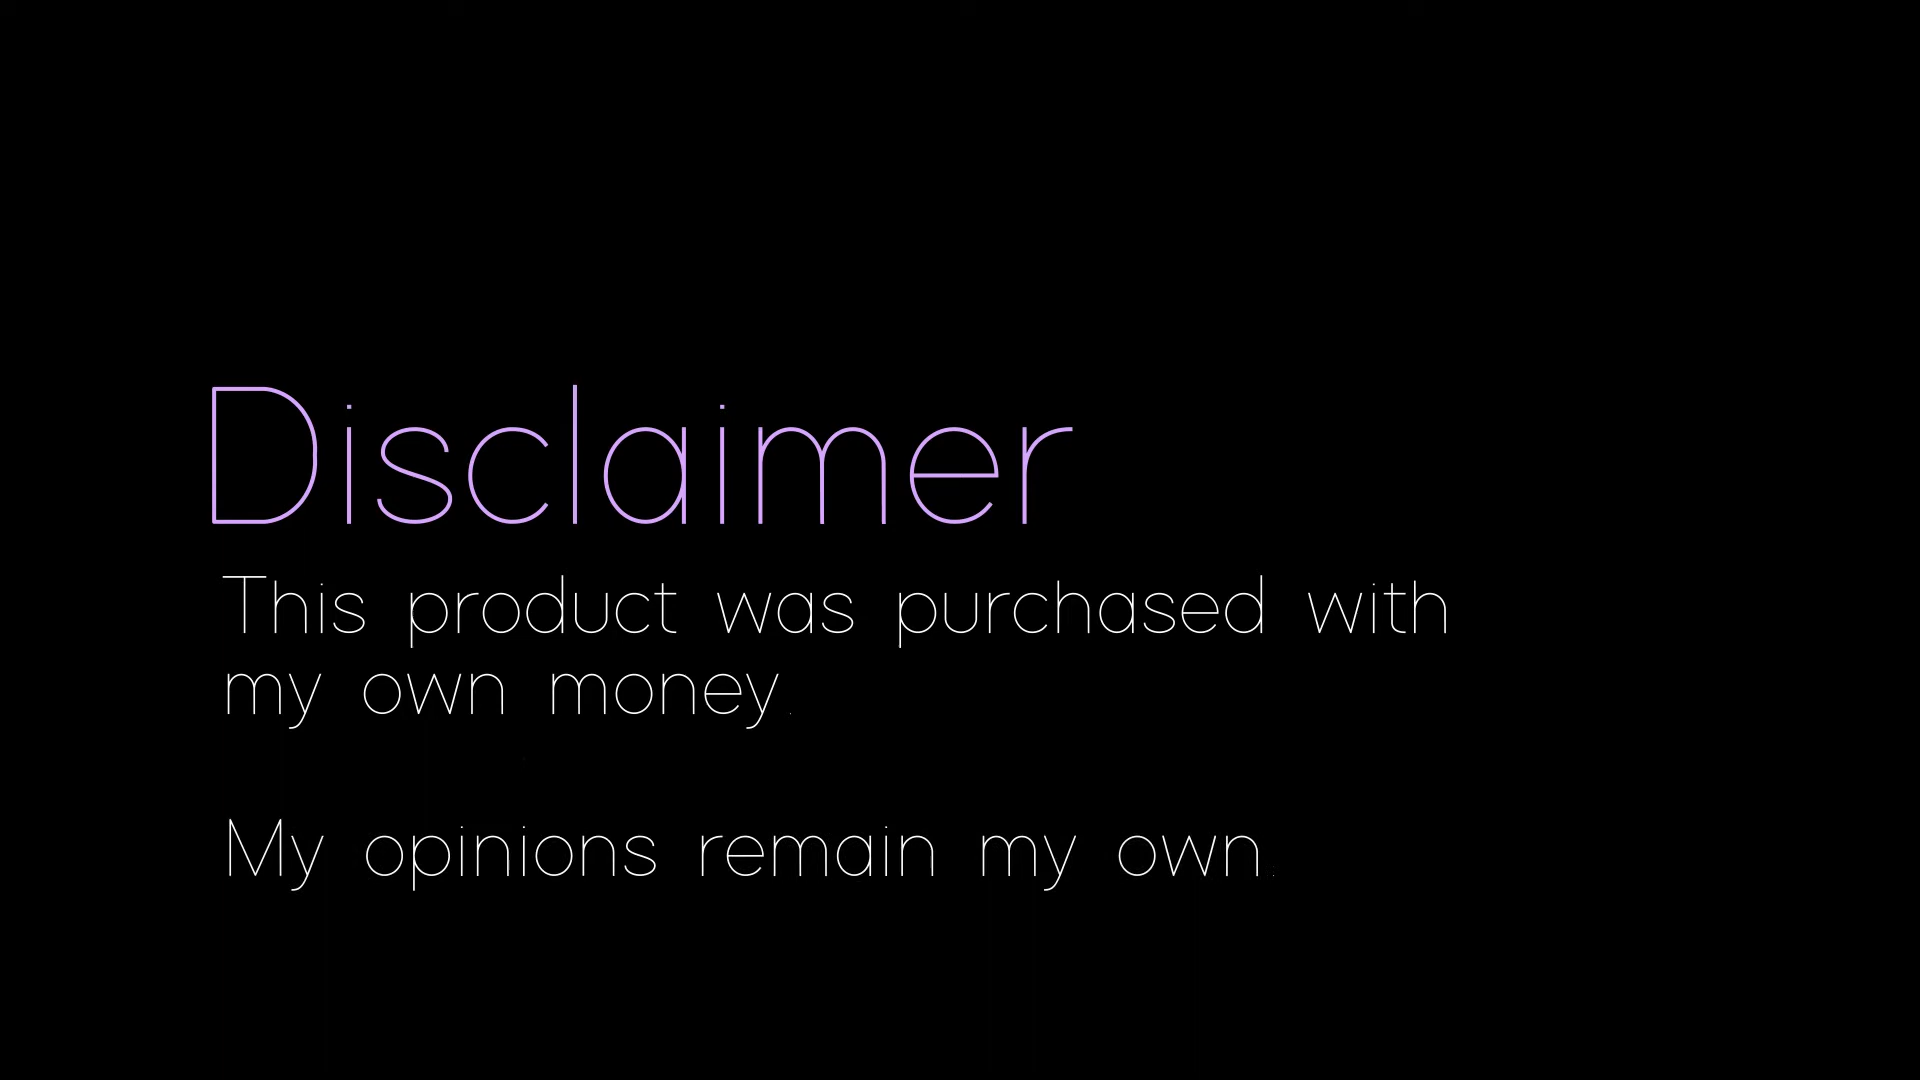 Disclaimer
This product was purchased with
my own money.
My opinions remain my own.